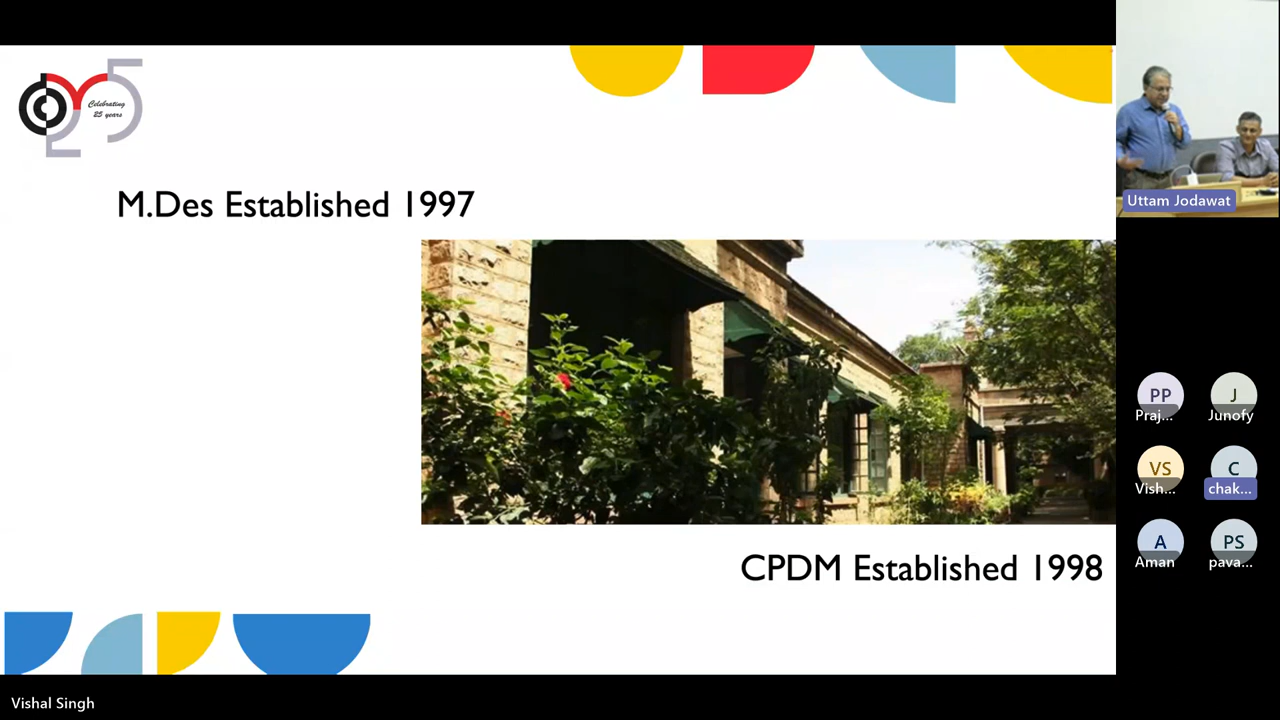 Celebrating
25 years
M.Des Established 1997
CPDM Established 1998
Uttam Jodawat
PP
Praj...
J
Junofy
VS
Vish...
C
chak...
A
Aman
PS
pava...
Vishal Singh